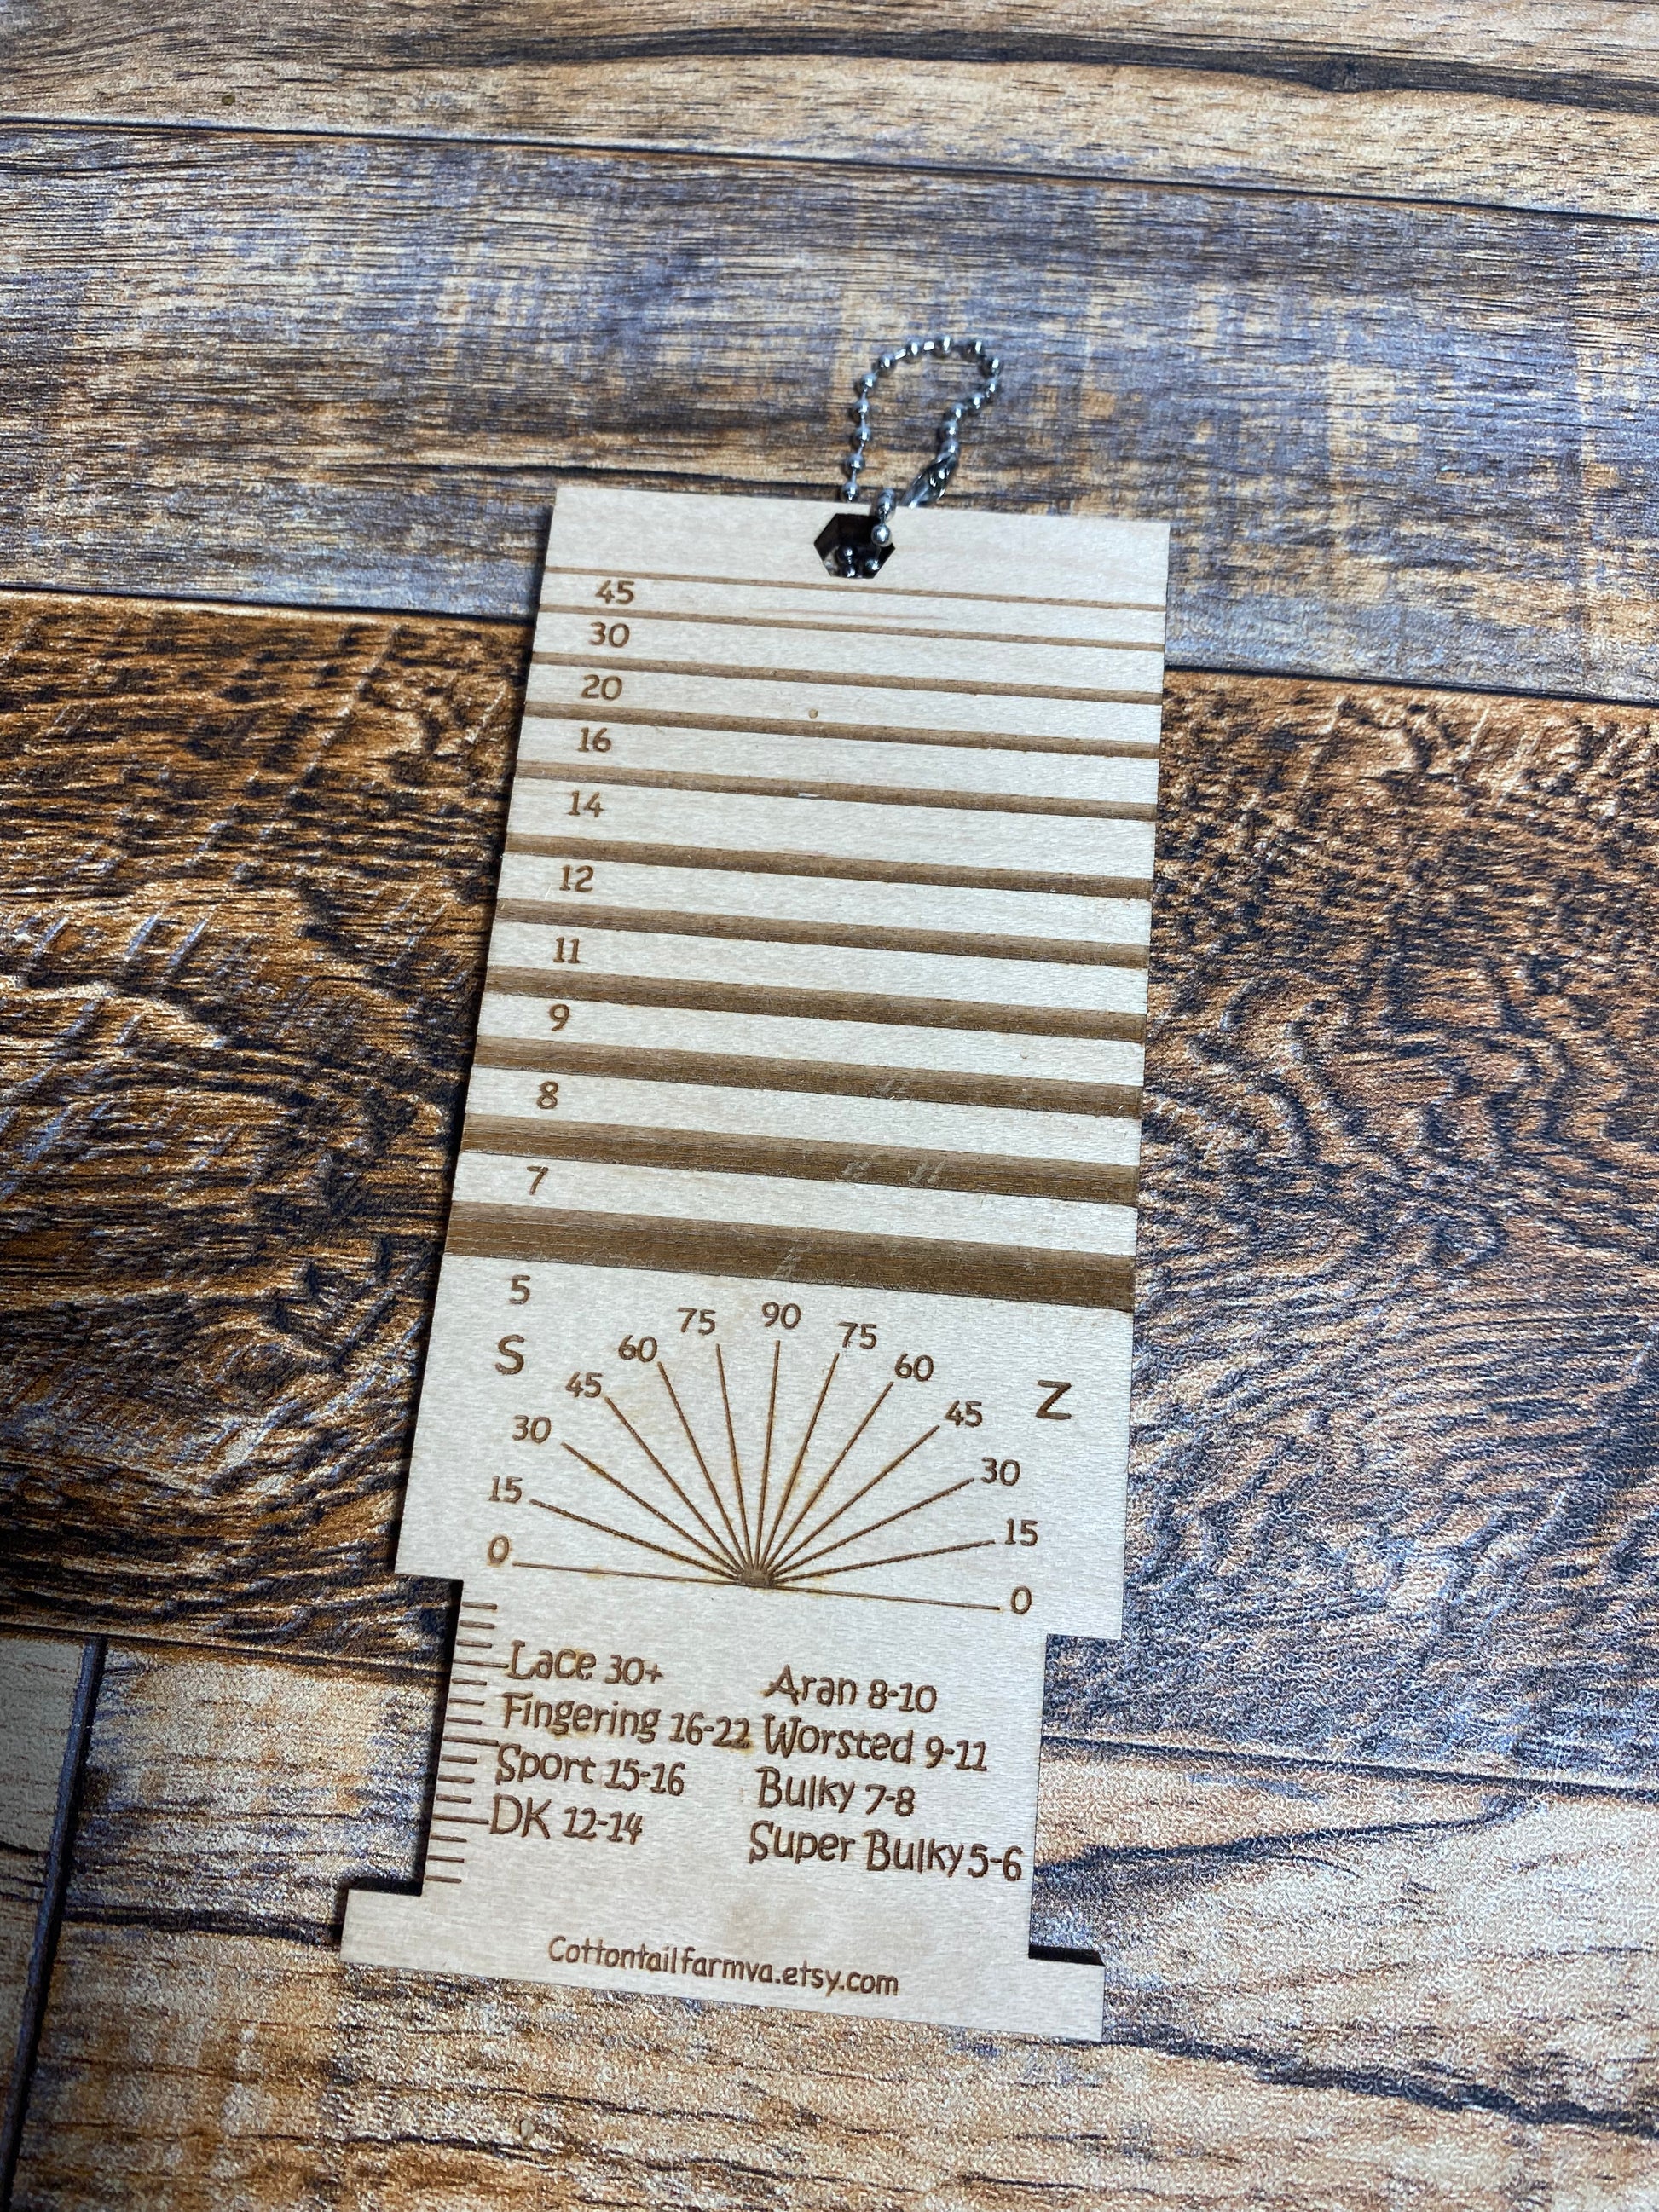 45
30
20
16
14
12
11
9
8
7
5
S 0 15 30 45 60 75 90 75 60 45 30 15 0 Z
Lace 30+ Aran 8-10
Fingering 16-22 Worsted 9-11
Sport 15-16 Bulky 7-8
DK 12-14 Super Bulky 5-6
Cottontailfarmva.etsy.com